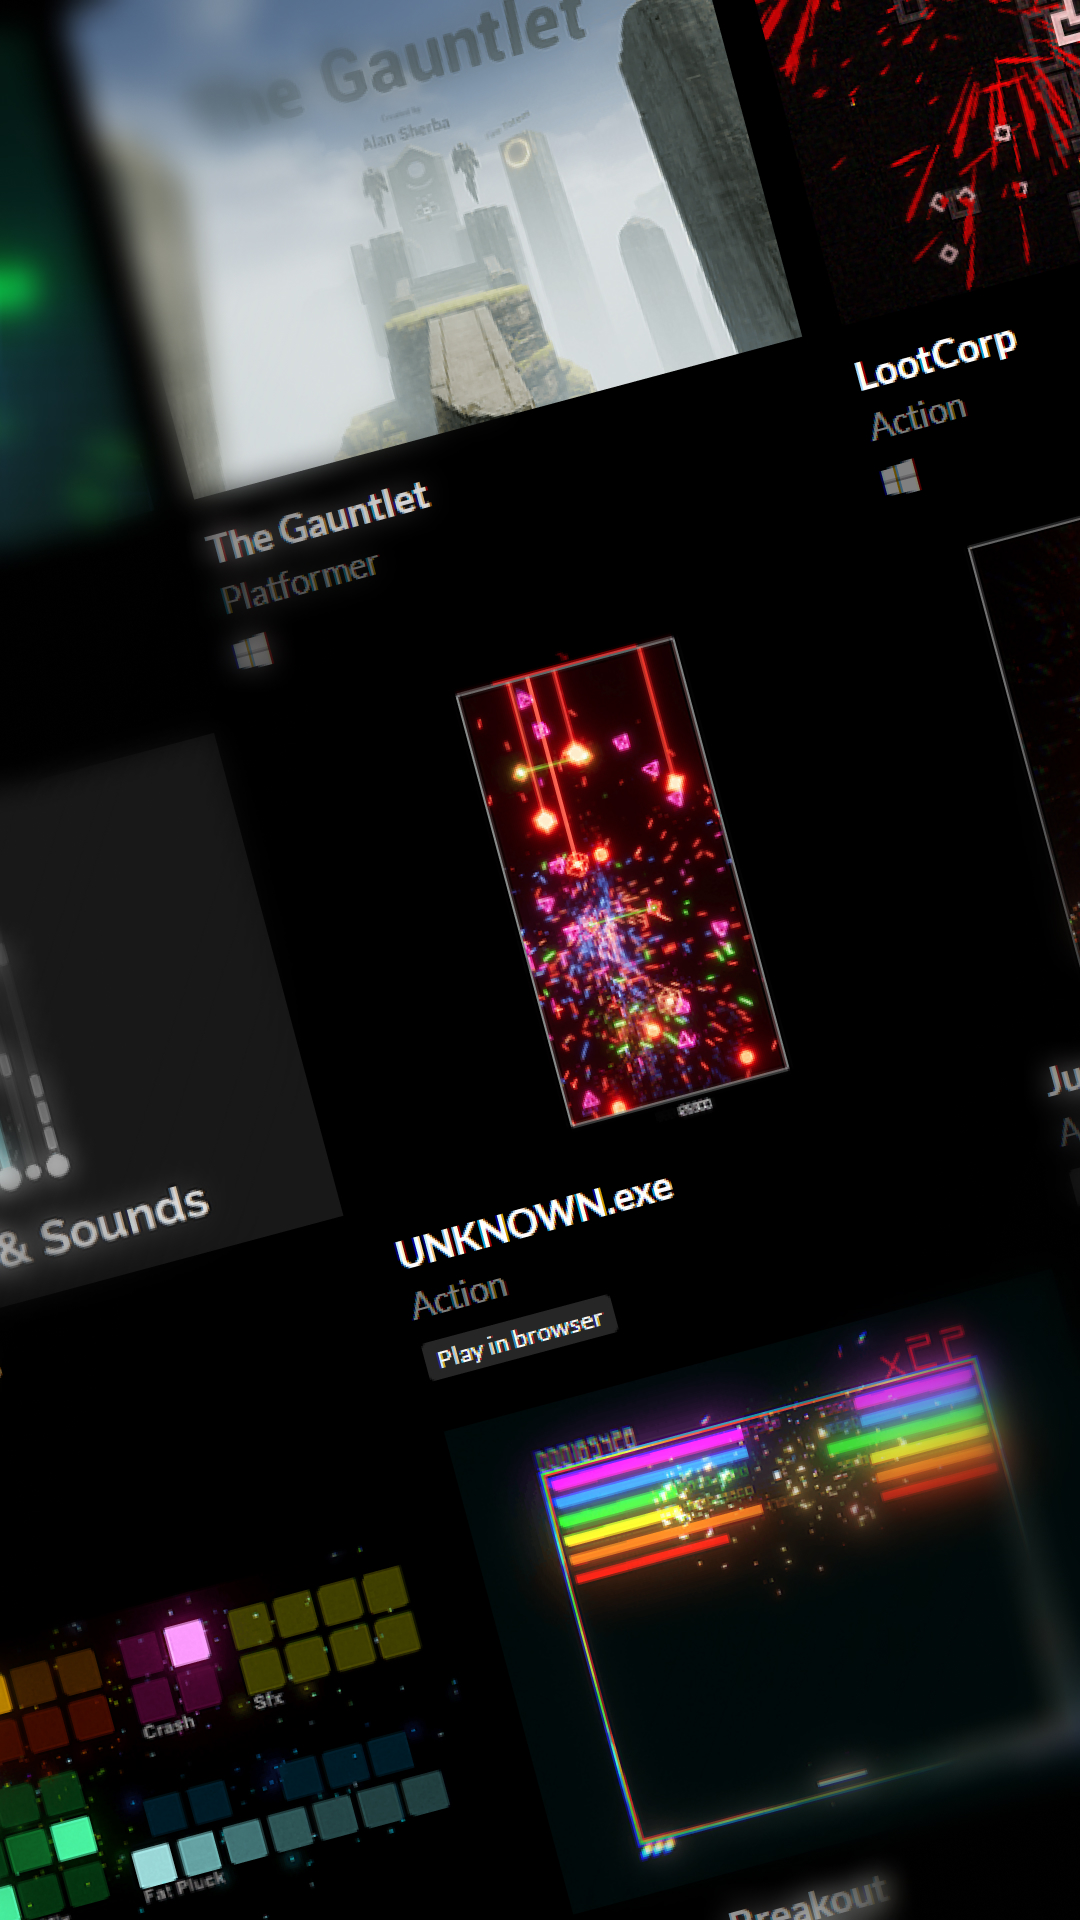 The Gauntlet
Created by
Alan Sherba
The Gauntlet
Platformer
LootCorp
Action
Ju
A
& Sounds
UNKNOWN.exe
Action
Play in browser
x22
000189420
Crash
Sfx
Fat Pluck
Breakout